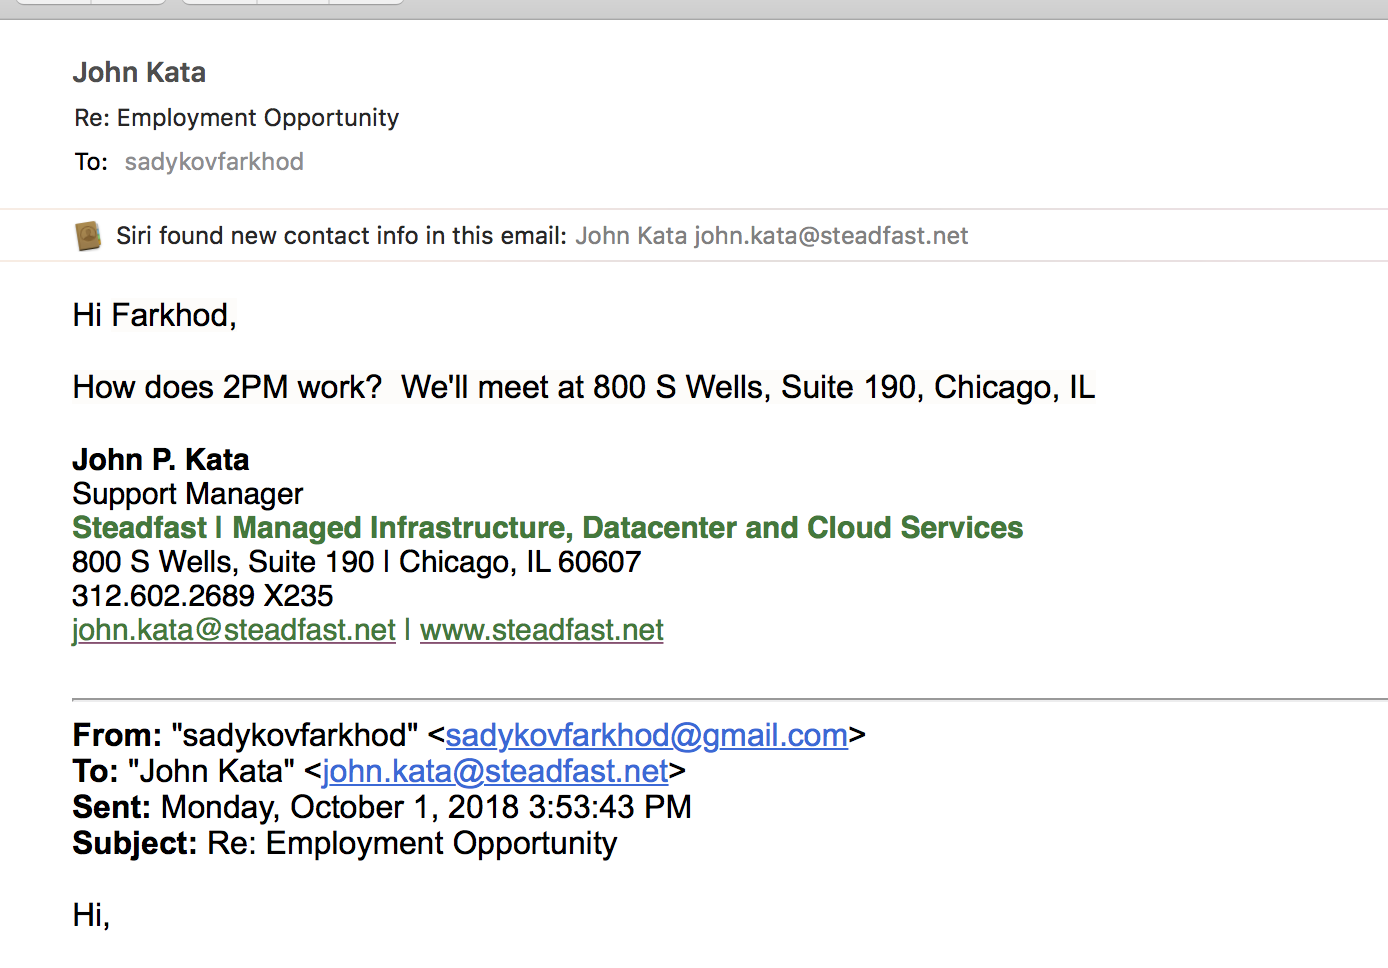 John Kata
Re: Employment Opportunity
To: sadykovfarkhod
Siri found new contact info in this email: John Kata john.kata@steadfast.net
Hi Farkhod,
How does 2PM work?  We'll meet at 800 S Wells, Suite 190, Chicago, IL
John P. Kata
Support Manager
Steadfast | Managed Infrastructure, Datacenter and Cloud Services
800 S Wells, Suite 190 | Chicago, IL 60607
312.602.2689 X235
john.kata@steadfast.net | www.steadfast.net
From: "sadykovfarkhod" <sadykovfarkhod@gmail.com>
To: "John Kata" <john.kata@steadfast.net>
Sent: Monday, October 1, 2018 3:53:43 PM
Subject: Re: Employment Opportunity
Hi,